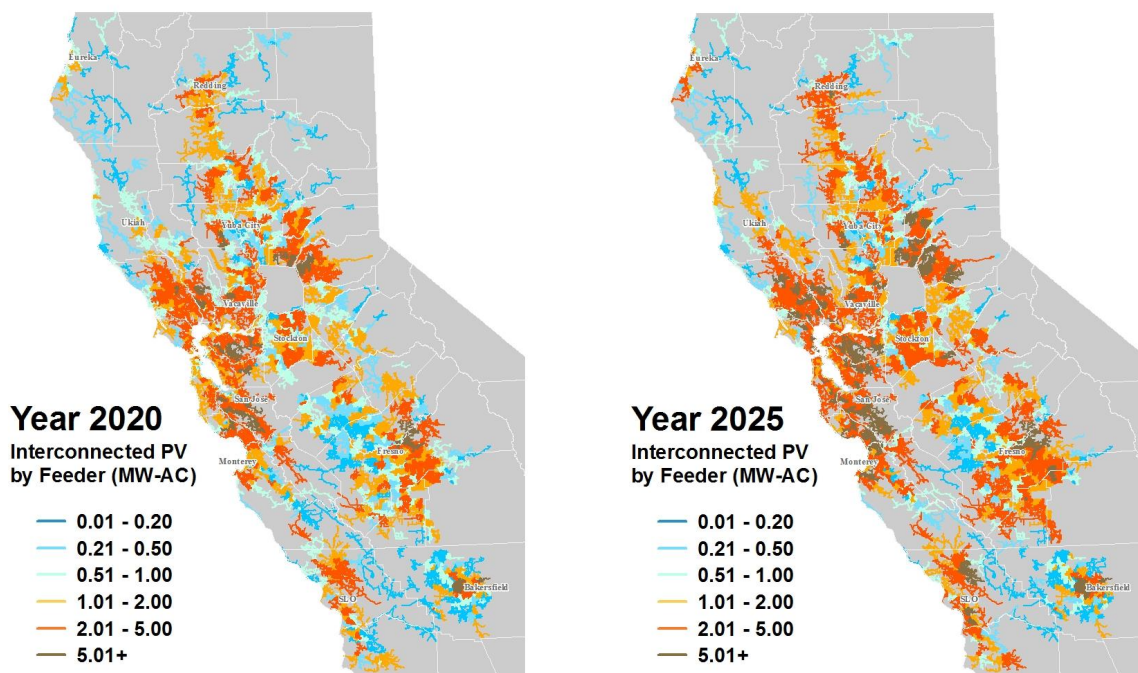 Eureka
Redding
Ukiah
Yuba City
Vacaville
Stockton
San Jose
Monterey
Fresno
SLO
Bakersfield
Year 2020
Interconnected PV
by Feeder (MW-AC)
0.01 - 0.20
0.21 - 0.50
0.51 - 1.00
1.01 - 2.00
2.01 - 5.00
5.01+
Eureka
Redding
Ukiah
Yuba City
Vacaville
Stockton
San Jose
Monterey
Fresno
SLO
Bakersfield
Year 2025
Interconnected PV
by Feeder (MW-AC)
0.01 - 0.20
0.21 - 0.50
0.51 - 1.00
1.01 - 2.00
2.01 - 5.00
5.01+